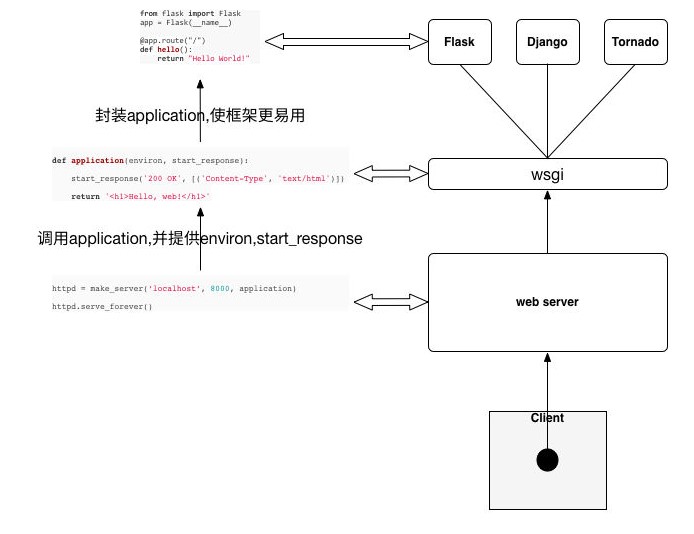 from flask import Flask
app = Flask(__name__)
@app.route("/")
def hello():
    return "Hello World!"
Flask
Django
Tornado
封装application,使框架更易用
def application(environ, start_response):
    start_response('200 OK', [('Content-Type', 'text/html')])
    return '<h1>Hello, web!</h1>'
wsgi
调用application,并提供environ,start_response
httpd = make_server('localhost', 8000, application)
httpd.serve_forever()
web server
Client